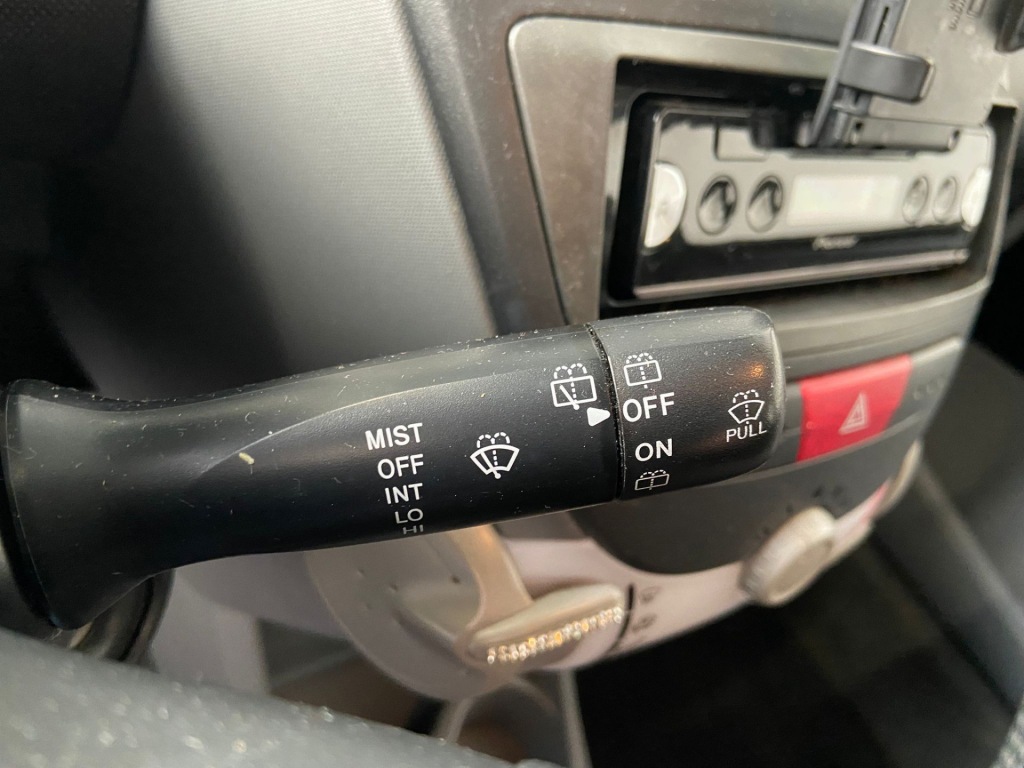 MIST
OFF
INT
LO
HI
OFF
ON
PULL